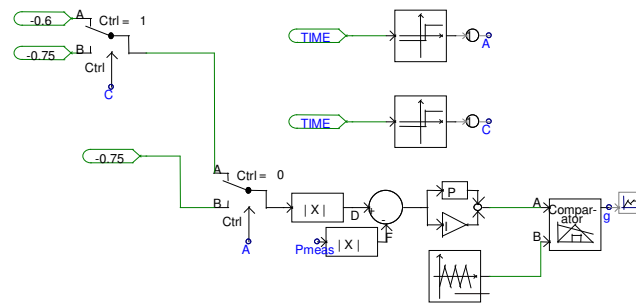 -0.6
A
Ctrl = 1
-0.75
B
Ctrl
C
TIME
A
TIME
C
-0.75
A
Ctrl = 0
B
Ctrl
A
| X |
D
+
-
F
Pmeas
| X |
P
I
A
Compar-
ator
B
g